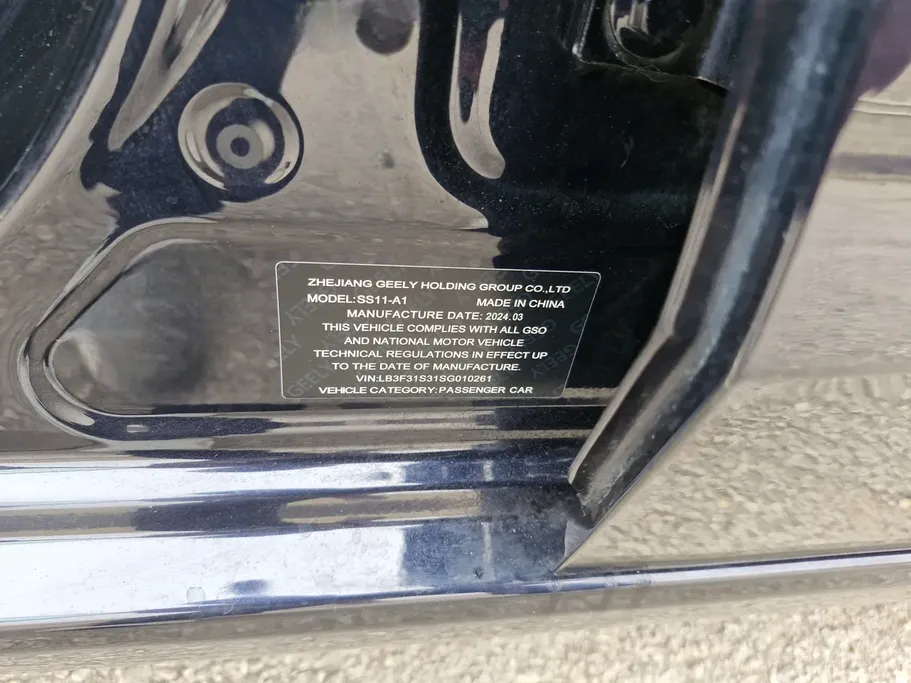 ZHEJIANG GEELY HOLDING GROUP CO.,LTD
MODEL:SS11-A1 MADE IN CHINA
MANUFACTURE DATE: 2024.03
THIS VEHICLE COMPLIES WITH ALL GSO
AND NATIONAL MOTOR VEHICLE
TECHNICAL REGULATIONS IN EFFECT UP
TO THE DATE OF MANUFACTURE.
VIN:LB3F31S31SG010261
VEHICLE CATEGORY:PASSENGER CAR